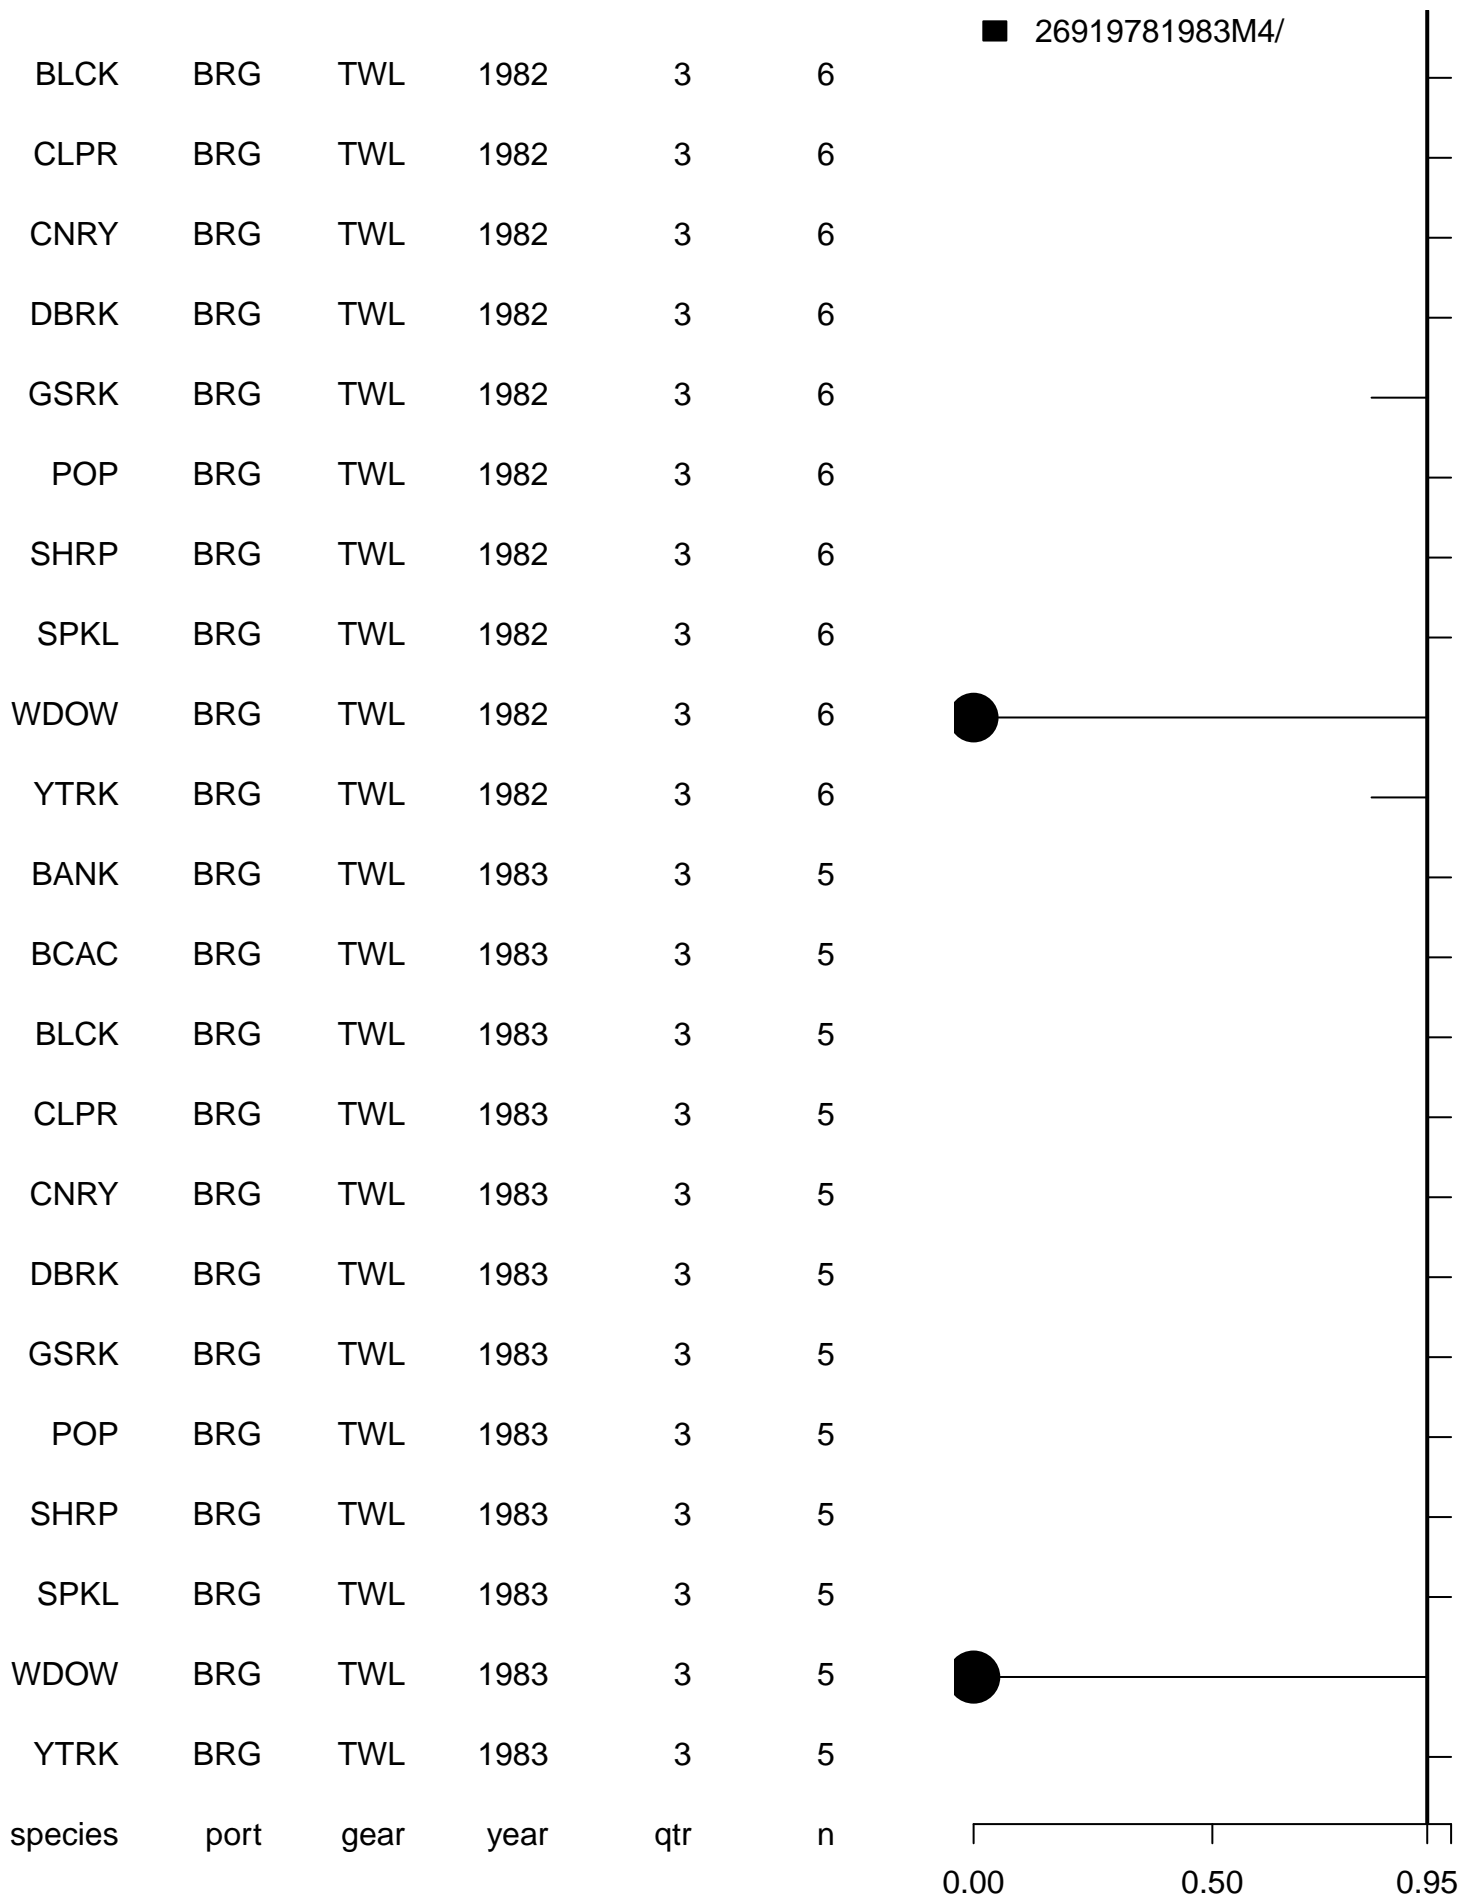 26919781983M4/
BLCK BRG TWL 1982 3 6
CLPR BRG TWL 1982 3 6
CNRY BRG TWL 1982 3 6
DBRK BRG TWL 1982 3 6
GSRK BRG TWL 1982 3 6
POP BRG TWL 1982 3 6
SHRP BRG TWL 1982 3 6
SPKL BRG TWL 1982 3 6
WDOW BRG TWL 1982 3 6
YTRK BRG TWL 1982 3 6
BANK BRG TWL 1983 3 5
BCAC BRG TWL 1983 3 5
BLCK BRG TWL 1983 3 5
CLPR BRG TWL 1983 3 5
CNRY BRG TWL 1983 3 5
DBRK BRG TWL 1983 3 5
GSRK BRG TWL 1983 3 5
POP BRG TWL 1983 3 5
SHRP BRG TWL 1983 3 5
SPKL BRG TWL 1983 3 5
WDOW BRG TWL 1983 3 5
YTRK BRG TWL 1983 3 5
species port gear year qtr n
0.00 0.50 0.95